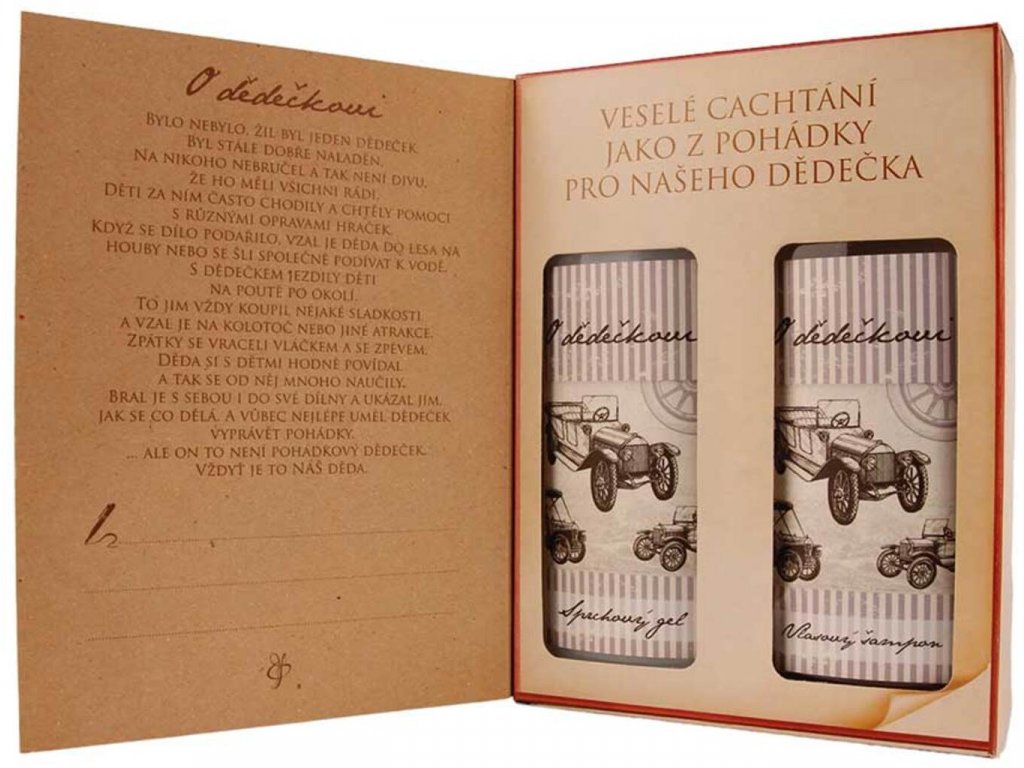 O dědečkovi
BYLO NEBYLO, ŽIL BYL JEDEN DĚDEČEK.
BYL STÁLE DOBŘE NALADĚN,
NA NIKOHO NEBRUČEL A TAK NENÍ DIVU,
ŽE HO MĚLI VŠICHNI RÁDI.
DĚTI ZA NÍM ČASTO CHODILY A CHTĚLY POMOCI
S RŮZNÝMI OPRAVAMI HRAČEK.
KDYŽ SE DÍLO PODAŘILO, VZAL JE DĚDA DO LESA NA
HOUBY NEBO SE ŠLI SPOLEČNĚ PODÍVAT K VODĚ.
S DĚDEČKEM JEZDILY DĚTI
NA POUTĚ PO OKOLÍ.
TO JIM VŽDY KOUPIL NĚJAKÉ SLADKOSTI
A VZAL JE NA KOLOTOČ NEBO JINÉ ATRAKCE.
ZPÁTKY SE VRACELI VLÁČKEM A SE ZPĚVEM.
DĚDA SI S DĚTMI HODNĚ POVÍDAL
A TAK SE OD NĚJ MNOHO NAUČILY.
BRAL JE S SEBOU I DO SVÉ DÍLNY A UKÁZAL JIM,
JAK SE CO DĚLÁ. A VŮBEC NEJLÉPE UMĚL DĚDEČEK
VYPRÁVĚT POHÁDKY.
... ALE ON TO NENÍ POHÁDKOVÝ DĚDEČEK.
VŽDYŤ JE TO NÁŠ DĚDA.
VESELÉ CACHTÁNÍ
JAKO Z POHÁDKY
PRO NAŠEHO DĚDEČKA
O dědečkovi
Sprchový gel
O dědečkovi
Vlasový šampon